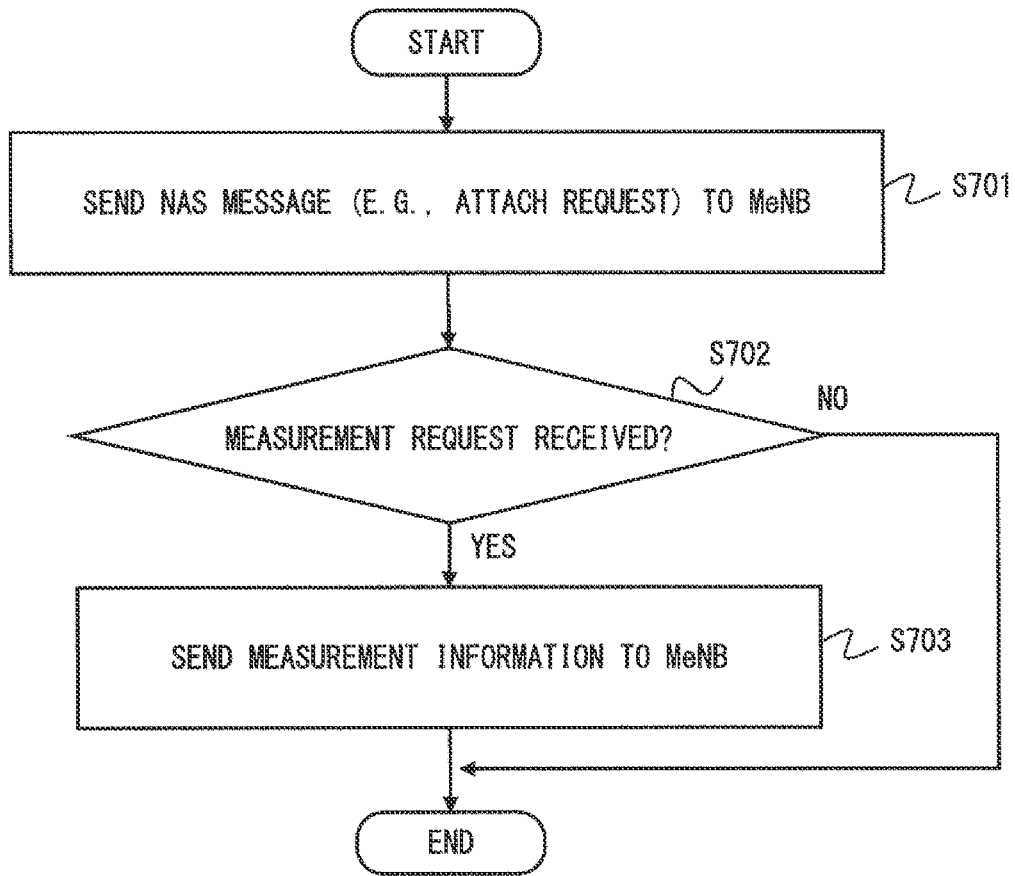 START
SEND NAS MESSAGE (E.G., ATTACH REQUEST) TO MeNB
S701
S702
NO
MEASUREMENT REQUEST RECEIVED?
YES
SEND MEASUREMENT INFORMATION TO MeNB
S703
END